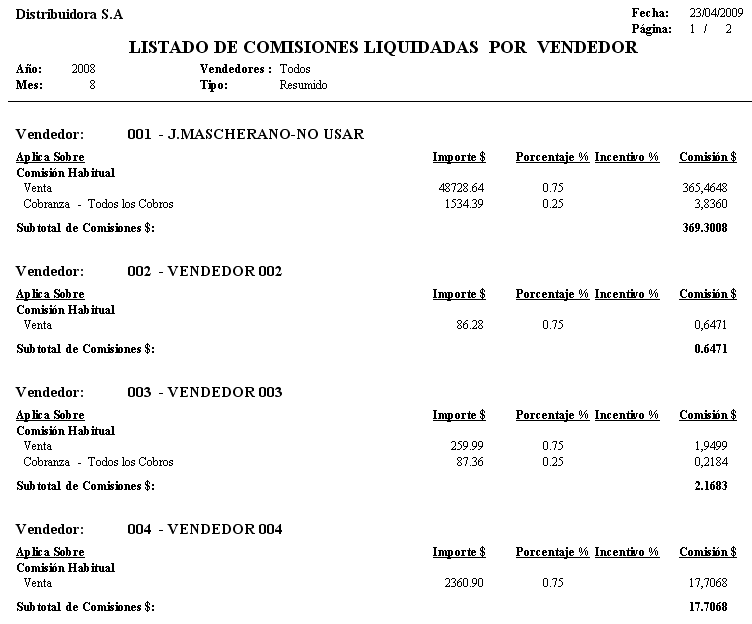 Distribuidora S.A Fecha: 23/04/2009
Página: 1 / 2
LISTADO DE COMISIONES LIQUIDADAS POR VENDEDOR
Año: 2008 Vendedores : Todos
Mes: 8 Tipo: Resumido
Vendedor: 001 - J.MASCHERANO-NO USAR
Aplica Sobre Importe $ Porcentaje % Incentivo % Comisión $
Comisión Habitual
Venta 48728.64 0.75 365,4648
Cobranza - Todos los Cobros 1534.39 0.25 3,8360
Subtotal de Comisiones $: 369.3008
Vendedor: 002 - VENDEDOR 002
Aplica Sobre Importe $ Porcentaje % Incentivo % Comisión $
Comisión Habitual
Venta 86.28 0.75 0,6471
Subtotal de Comisiones $: 0.6471
Vendedor: 003 - VENDEDOR 003
Aplica Sobre Importe $ Porcentaje % Incentivo % Comisión $
Comisión Habitual
Venta 259.99 0.75 1,9499
Cobranza - Todos los Cobros 87.36 0.25 0,2184
Subtotal de Comisiones $: 2.1683
Vendedor: 004 - VENDEDOR 004
Aplica Sobre Importe $ Porcentaje % Incentivo % Comisión $
Comisión Habitual
Venta 2360.90 0.75 17,7068
Subtotal de Comisiones $: 17.7068